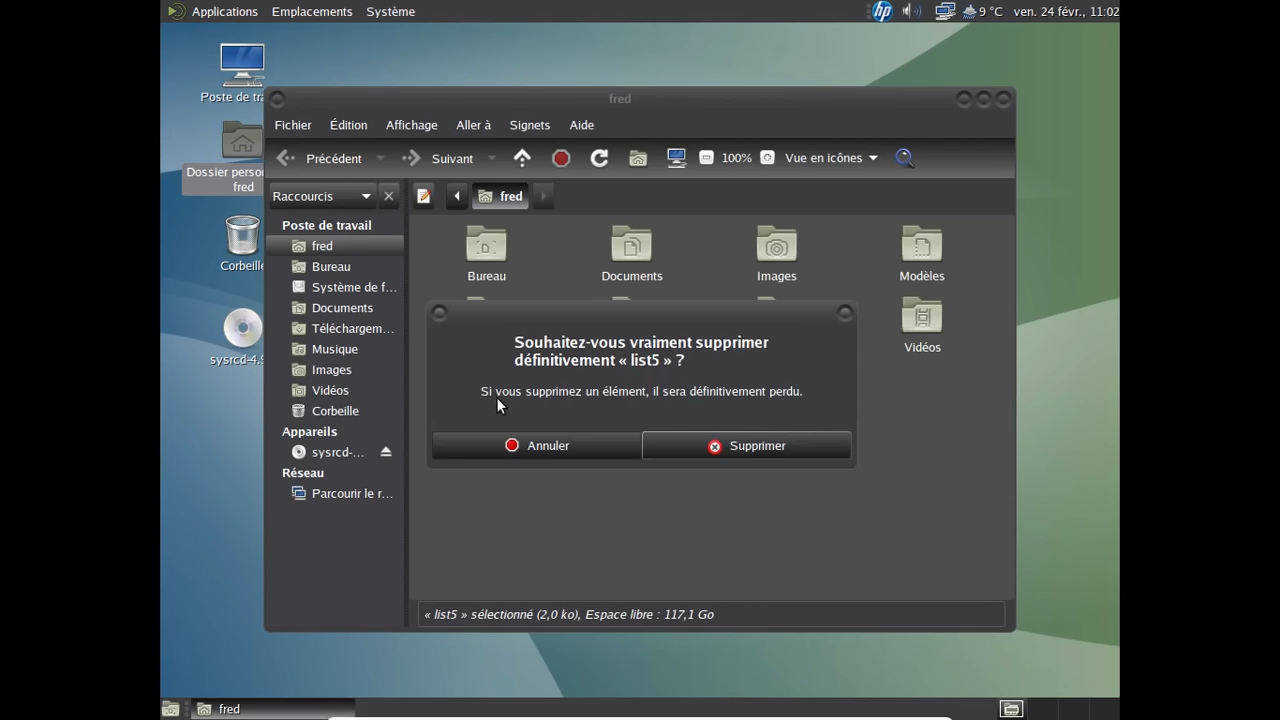 Applications Emplacements Système
hp 9 °C ven. 24 févr., 11:02
Poste de tra
Dossier perso
fred
Corbeille
sysrcd-4.9
fred
Fichier Édition Affichage Aller à Signets Aide
Précédent Suivant 100% Vue en icônes
Raccourcis
fred
Poste de travail
fred
Bureau
Système de f...
Documents
Téléchargem...
Musique
Images
Vidéos
Corbeille
Appareils
sysrcd-...
Réseau
Parcourir le r...
Bureau Documents Images Modèles
Vidéos
Souhaitez-vous vraiment supprimer
définitivement « list5 » ?
Si vous supprimez un élément, il sera définitivement perdu.
Annuler Supprimer
« list5 » sélectionné (2,0 ko), Espace libre : 117,1 Go
fred